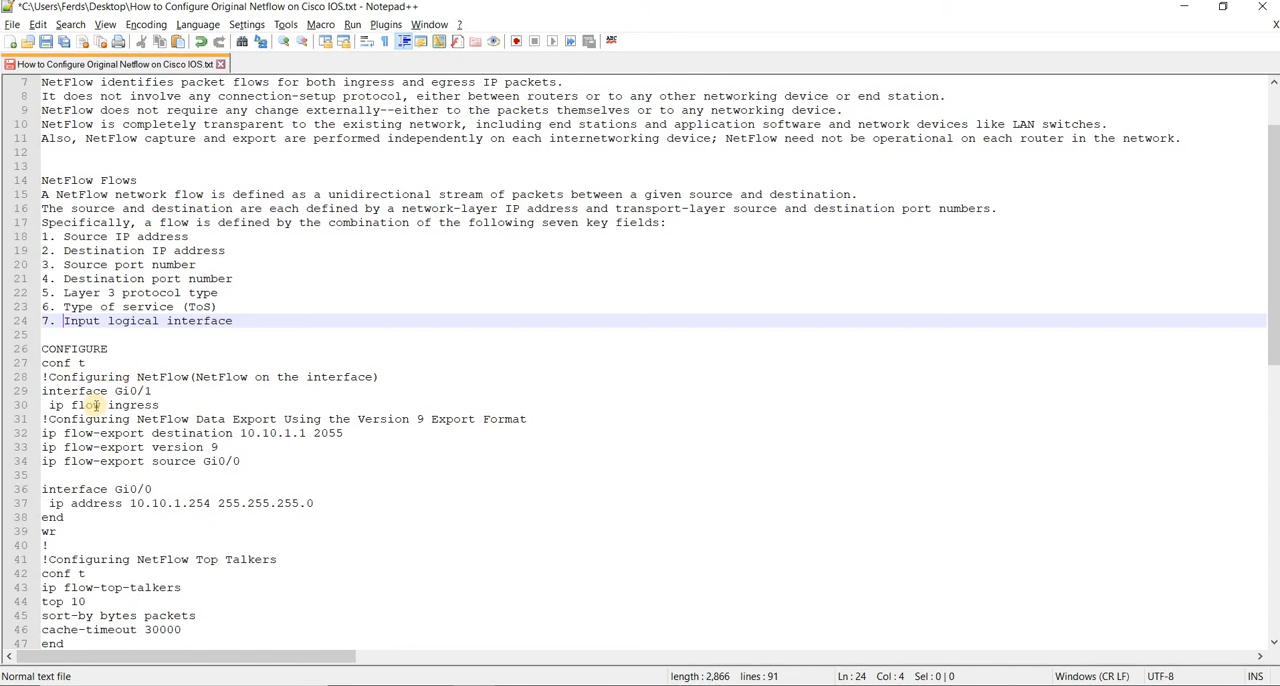 *C:\Users\Ferds\Desktop\How to Configure Original Netflow on Cisco IOS.txt - Notepad++
File Edit Search View Encoding Language Settings Tools Macro Run Plugins Window ?
X
ABC
How to Configure Original Netflow on Cisco IOS.txt
7 NetFlow identifies packet flows for both ingress and egress IP packets.
8 It does not involve any connection-setup protocol, either between routers or to any other networking device or end station.
9 NetFlow does not require any change externally--either to the packets themselves or to any networking device.
10 NetFlow is completely transparent to the existing network, including end stations and application software and network devices like LAN switches.
11 Also, NetFlow capture and export are performed independently on each internetworking device; NetFlow need not be operational on each router in the network.
12
13
14 NetFlow Flows
15 A NetFlow network flow is defined as a unidirectional stream of packets between a given source and destination.
16 The source and destination are each defined by a network-layer IP address and transport-layer source and destination port numbers.
17 Specifically, a flow is defined by the combination of the following seven key fields:
18 1. Source IP address
19 2. Destination IP address
20 3. Source port number
21 4. Destination port number
22 5. Layer 3 protocol type
23 6. Type of service (ToS)
24 7. Input logical interface
25
26 CONFIGURE
27 conf t
28 !Configuring NetFlow(NetFlow on the interface)
29 interface Gi0/1
30 ip flow ingress
31 !Configuring NetFlow Data Export Using the Version 9 Export Format
32 ip flow-export destination 10.10.1.1 2055
33 ip flow-export version 9
34 ip flow-export source Gi0/0
35
36 interface Gi0/0
37 ip address 10.10.1.254 255.255.255.0
38 end
39 wr
40 !
41 !Configuring NetFlow Top Talkers
42 conf t
43 ip flow-top-talkers
44 top 10
45 sort-by bytes packets
46 cache-timeout 30000
47 end
Normal text file length : 2,866 lines : 91 Ln : 24 Col : 4 Sel : 0 | 0 Windows (CR LF) UTF-8 INS